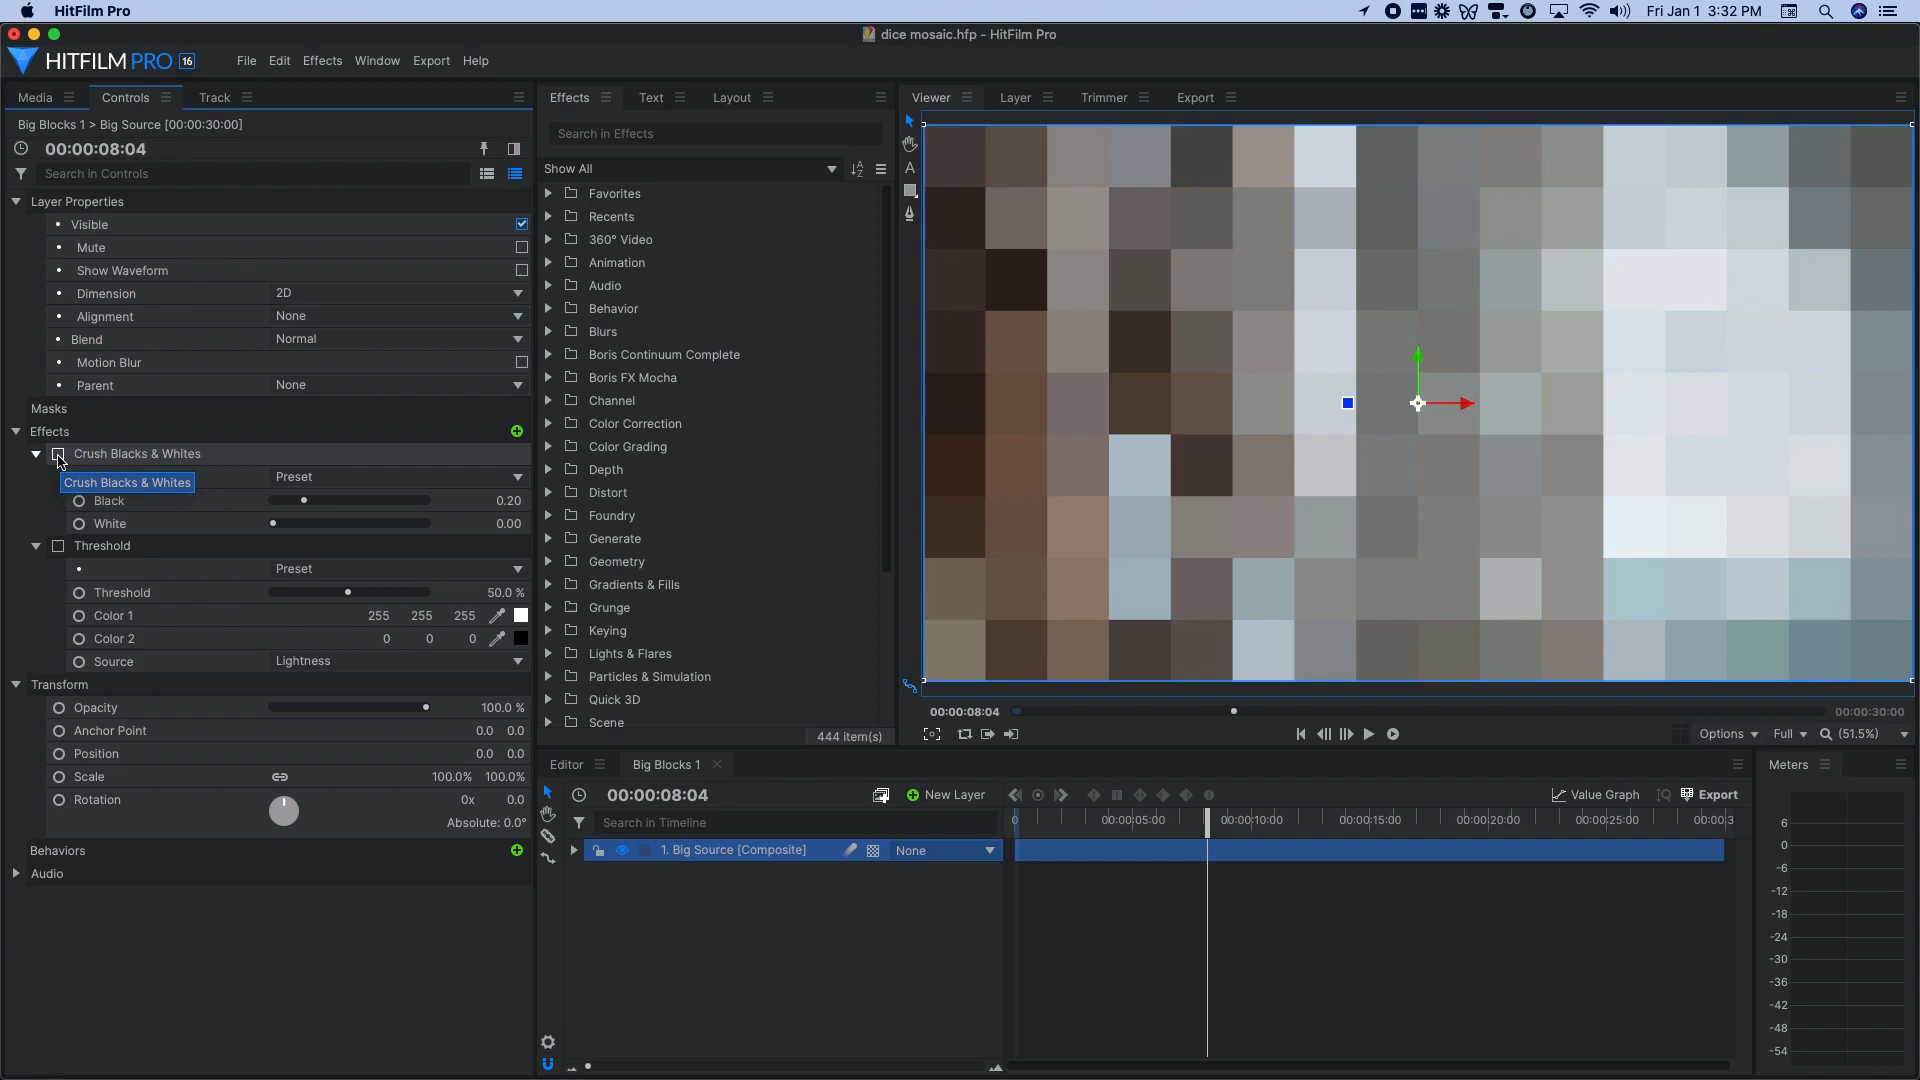 HitFilm Pro
Fri Jan 1 3:32 PM
dice mosaic.hfp - HitFilm Pro
HITFILM PRO 16
File Edit Effects Window Export Help
Media Controls Track
Big Blocks 1 > Big Source [00:00:30:00]
00:00:08:04
Search in Controls
Layer Properties
Visible
Mute
Show Waveform
Dimension 2D
Alignment None
Blend Normal
Motion Blur
Parent None
Masks
Effects
Crush Blacks & Whites
Preset
Crush Blacks & Whites
Black 0.20
White 0.00
Threshold
Preset
Threshold 50.0 %
Color 1 255 255 255
Color 2 0 0 0
Source Lightness
Transform
Opacity 100.0 %
Anchor Point 0.0 0.0
Position 0.0 0.0
Scale 100.0% 100.0%
Rotation 0x 0.0
Absolute: 0.0°
Behaviors
Audio
Effects Text Layout
Search in Effects
Show All
Favorites
Recents
360° Video
Animation
Audio
Behavior
Blurs
Boris Continuum Complete
Boris FX Mocha
Channel
Color Correction
Color Grading
Depth
Distort
Foundry
Generate
Geometry
Gradients & Fills
Grunge
Keying
Lights & Flares
Particles & Simulation
Quick 3D
Scene
444 item(s)
Viewer Layer Trimmer Export
A
00:00:08:04 00:00:30:00
Options Full (51.5%)
Editor Big Blocks 1
00:00:08:04 New Layer Value Graph Export
Search in Timeline
0 00:00:05:00 00:00:10:00 00:00:15:00 00:00:20:00 00:00:25:00 00:00:3
1. Big Source [Composite] None
Meters
6
0
-6
-12
-18
-24
-30
-36
-42
-48
-54